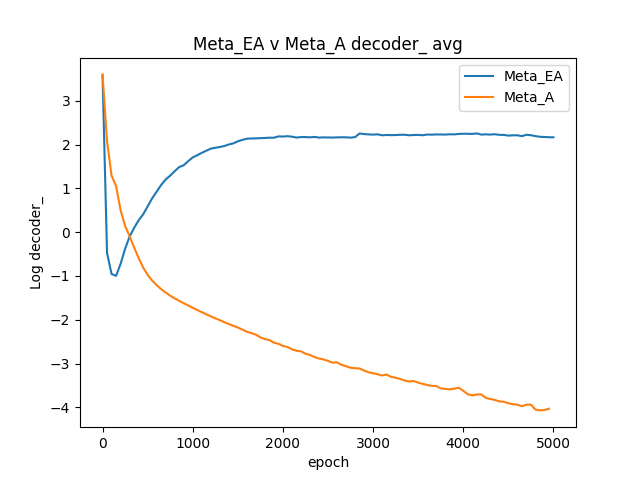 Meta_EA v Meta_A decoder_ avg
Meta_EA
Meta_A
Log decoder_
3
2
1
0
−1
−2
−3
−4
0 1000 2000 3000 4000 5000
epoch